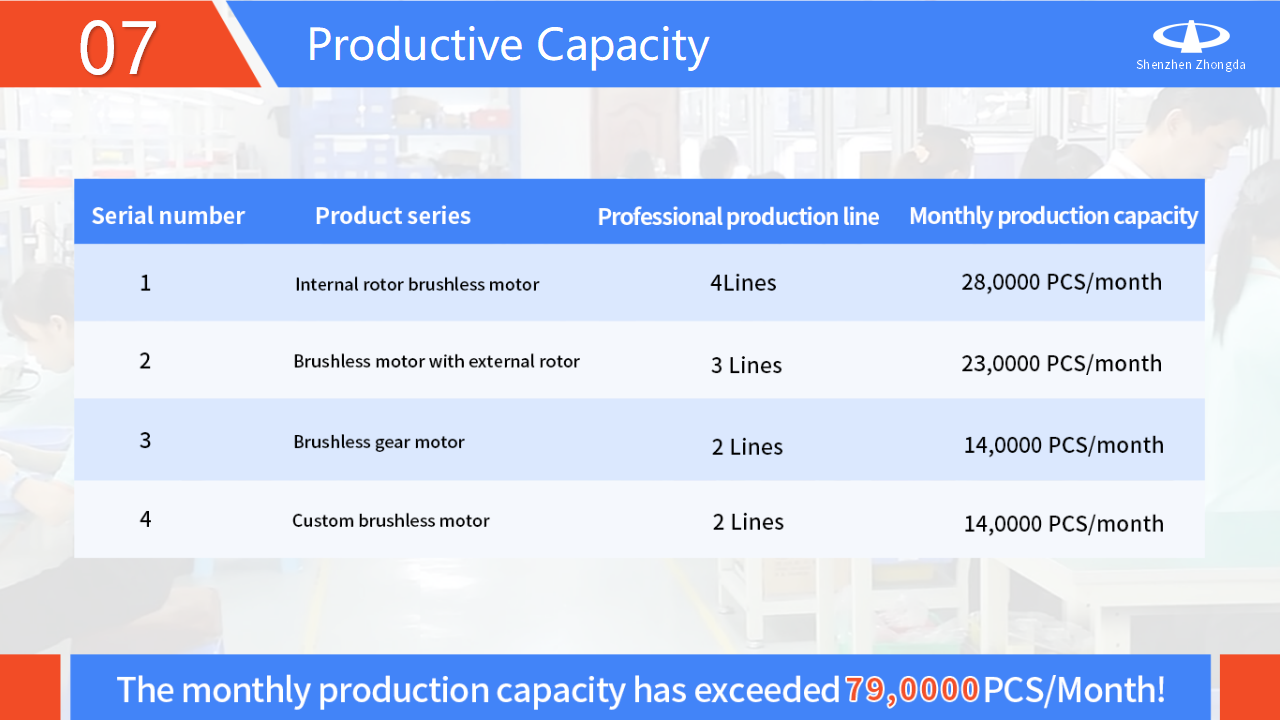 07
Productive Capacity
Shenzhen Zhongda
Serial number Product series Professional production line Monthly production capacity
1 Internal rotor brushless motor 4Lines 28,0000 PCS/month
2 Brushless motor with external rotor 3 Lines 23,0000 PCS/month
3 Brushless gear motor 2 Lines 14,0000 PCS/month
4 Custom brushless motor 2 Lines 14,0000 PCS/month
The monthly production capacity has exceeded 79,0000 PCS/Month!